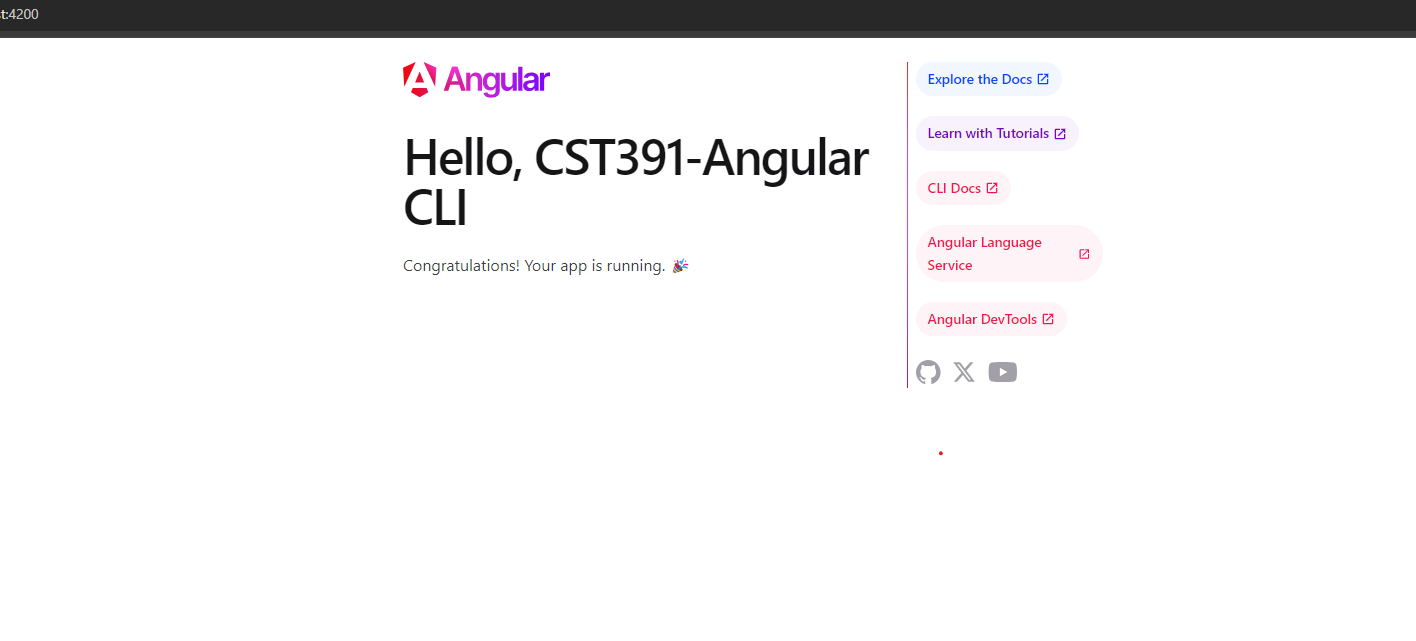 t:4200
Angular
Hello, CST391-Angular
CLI
Congratulations! Your app is running. 🎉
Explore the Docs
Learn with Tutorials
CLI Docs
Angular Language
Service
Angular DevTools